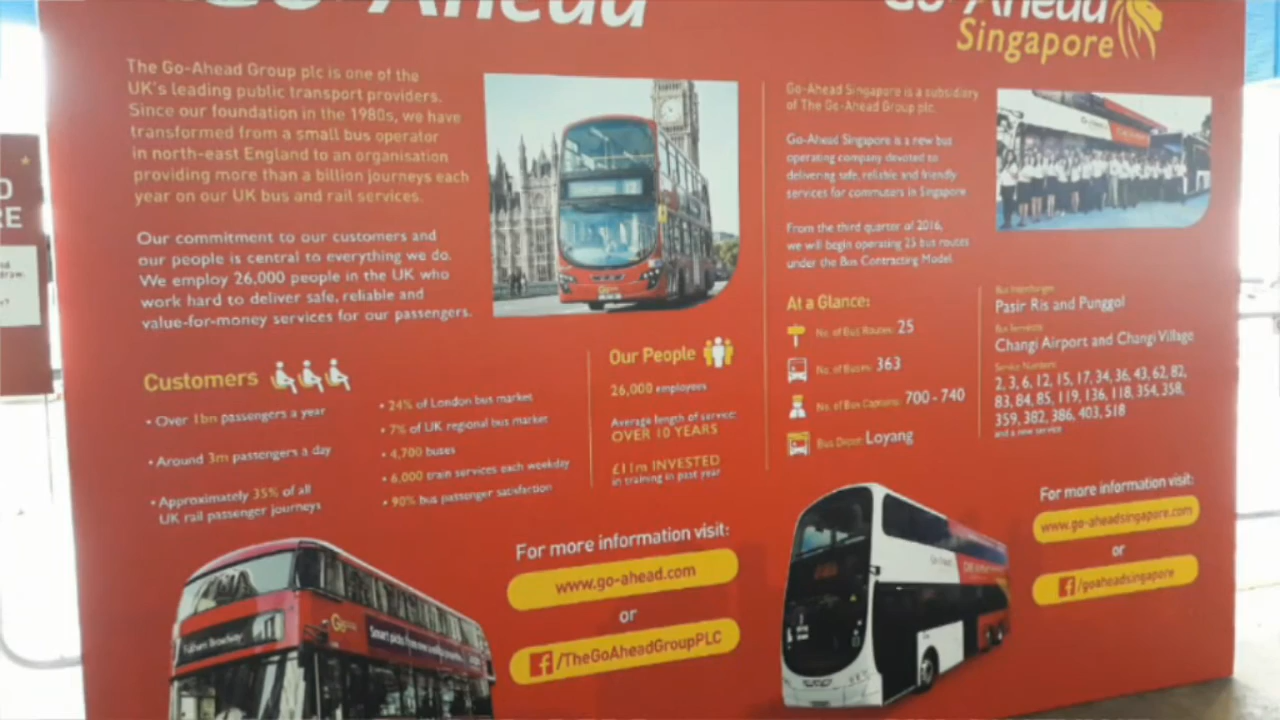 Go-Ahead
The Go-Ahead Group plc is one of the
UK's leading public transport providers.
Since our foundation in the 1980s, we have
transformed from a small bus operator
in north-east England to an organisation
providing more than a billion journeys each
year on our UK bus and rail services.
Our commitment to our customers and
our people is central to everything we do.
We employ 26,000 people in the UK who
work hard to deliver safe, reliable and
value-for-money services for our passengers.
Customers
• Over 1bn passengers a year
• Around 3m passengers a day
• Approximately 35% of all
UK rail passenger journeys
• 24% of London bus market
• 7% of UK regional bus market
• 4,700 buses
• 6,000 train services each weekday
• 90% bus passenger satisfaction
Our People
26,000 employees
Average length of service:
OVER 10 YEARS
£11m INVESTED
in training in past year
For more information visit:
www.go-ahead.com
or
f/TheGoAheadGroupPLC
Go-Ahead
Singapore
Go-Ahead Singapore is a subsidiary
of The Go-Ahead Group plc.
Go-Ahead Singapore is a new bus
operating company devoted to
delivering safe, reliable and friendly
services for commuters in Singapore
From the third quarter of 2016,
we will begin operating 25 bus routes
under the Bus Contracting Model.
At a Glance:
No. of Bus Routes: 25
No. of Buses: 363
No. of Bus Captains: 700 - 740
Bus Depot: Loyang
Bus Interchanges:
Pasir Ris and Punggol
Bus Terminals:
Changi Airport and Changi Village
Service Numbers:
2, 3, 6, 12, 15, 17, 34, 36, 43, 62, 82,
83, 84, 85, 119, 136, 118, 354, 358,
359, 382, 386, 403, 518
and a new service
For more information visit:
www.go-aheadsingapore.com
or
f/goaheadsingapore
Fulham Broadway